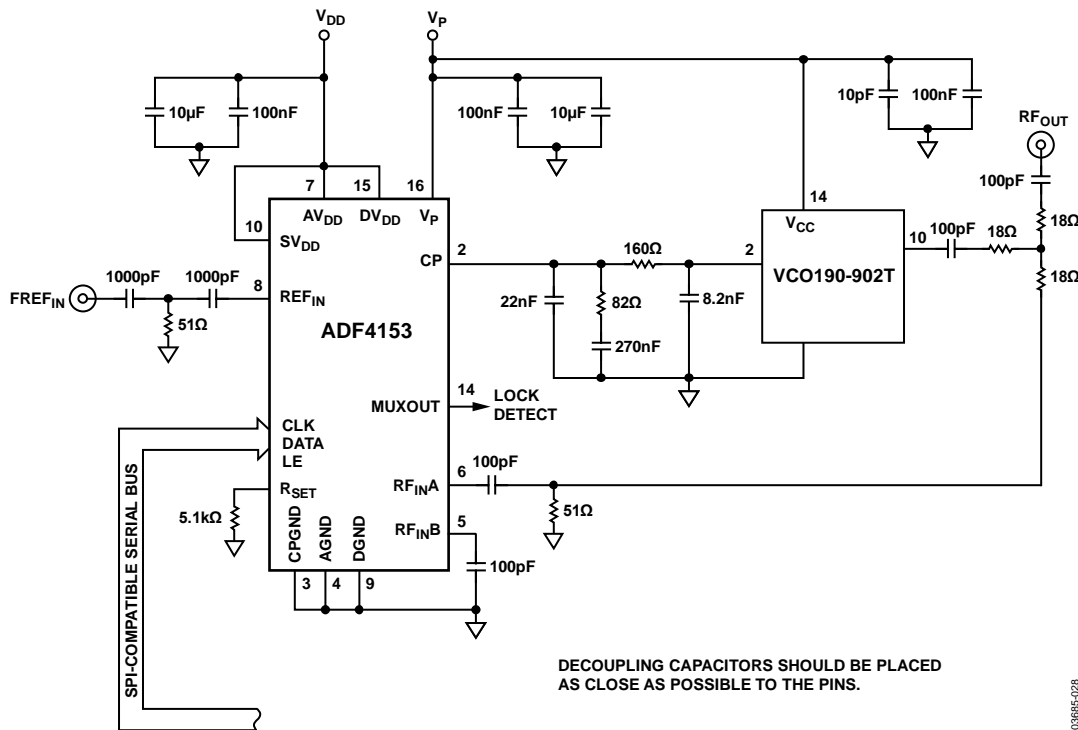 VDD
VP
10µF
100nF
100nF
10µF
10pF
100nF
RFOUT
100pF
18Ω
7
15
16
14
AVDD
DVDD
VP
VCC
10
SVDD
CP
2
160Ω
2
VCO190-902T
10
100pF
18Ω
18Ω
FREFIN
1000pF
1000pF
8
REFIN
51Ω
ADF4153
22nF
82Ω
8.2nF
270nF
MUXOUT
14
LOCK
DETECT
CLK
DATA
LE
RSET
5.1kΩ
RFINA
6
100pF
51Ω
RFINB
5
100pF
CPGND
AGND
DGND
3
4
9
SPI-COMPATIBLE SERIAL BUS
DECOUPLING CAPACITORS SHOULD BE PLACED
AS CLOSE AS POSSIBLE TO THE PINS.
03685-028